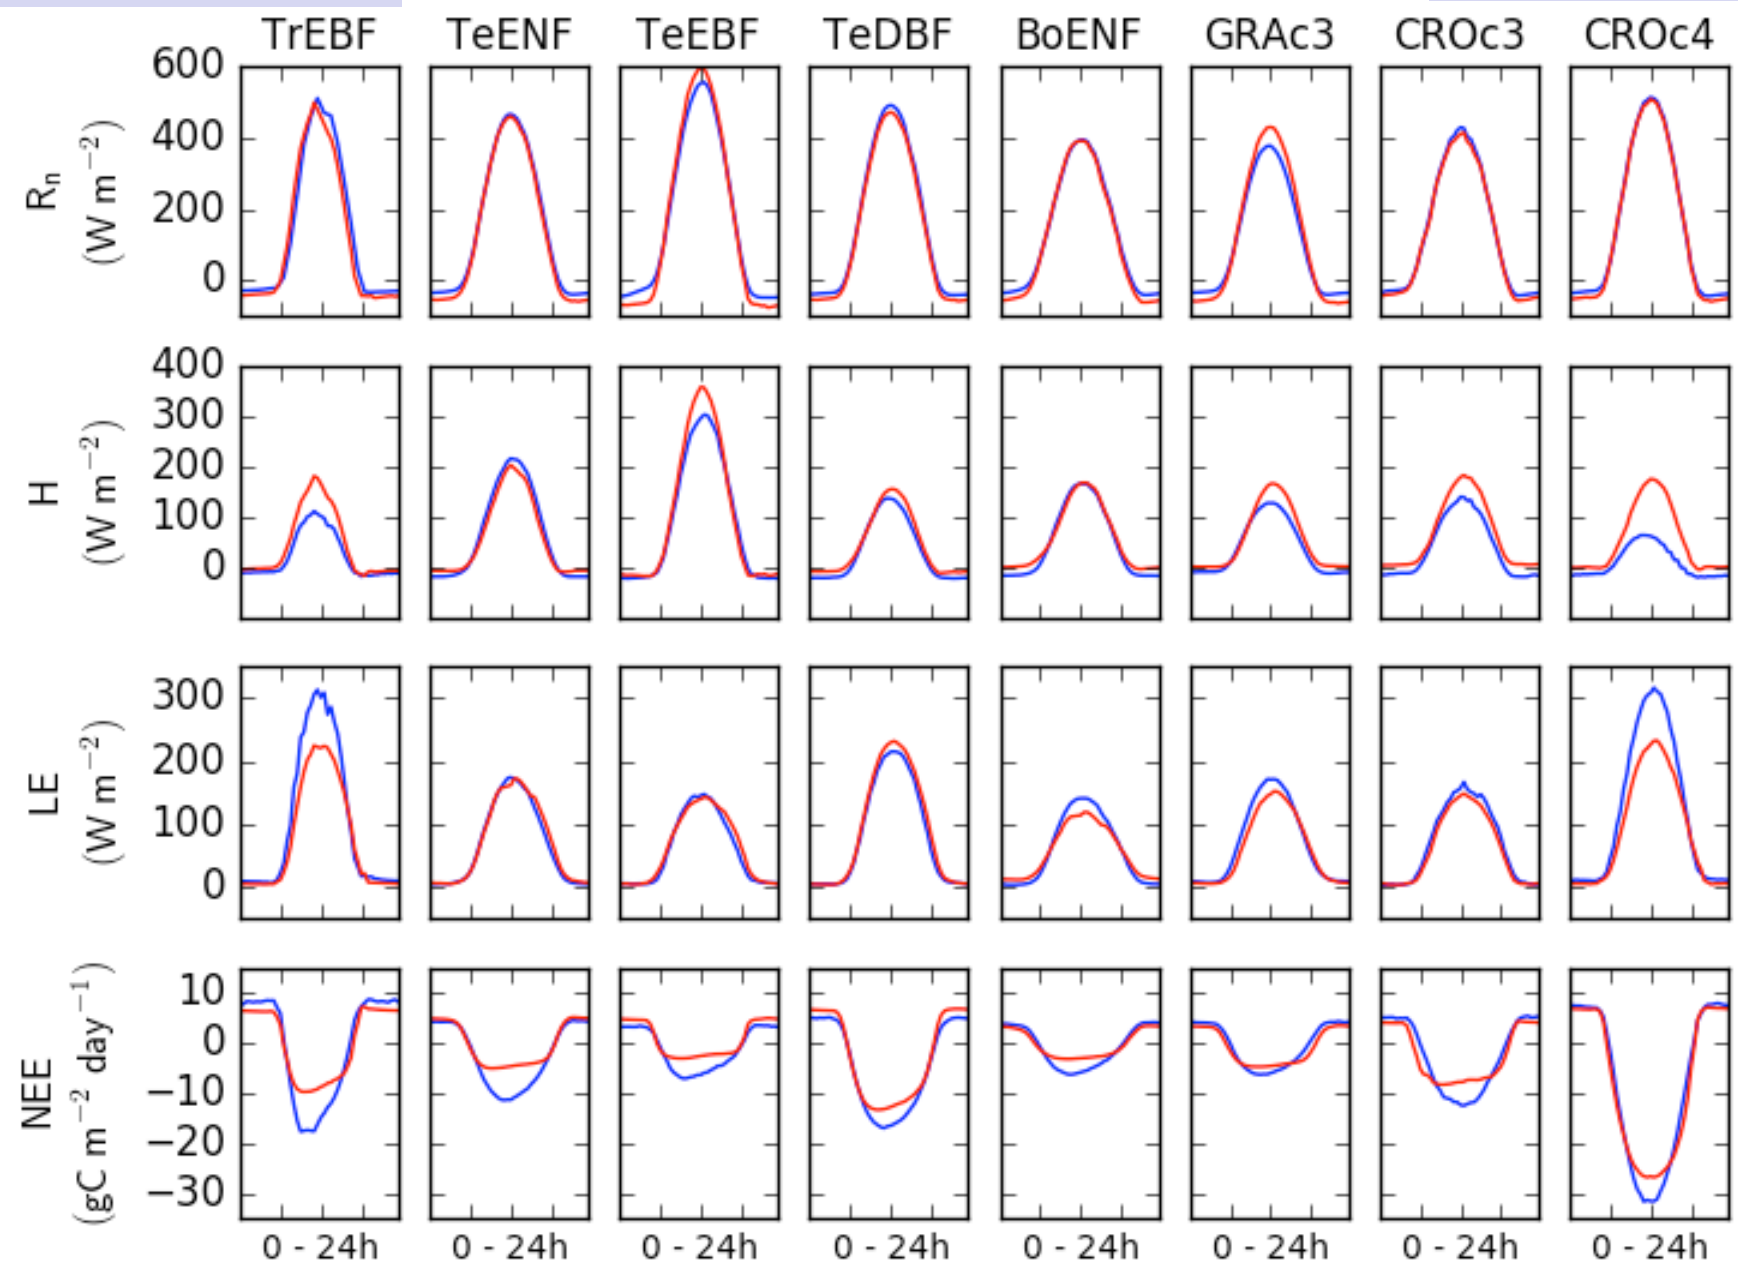 TrEBF TeENF TeEBF TeDBF BoENF GRAc3 CROc3 CROc4
Rn
(W m−2)
600
400
200
0
H
(W m−2)
400
300
200
100
0
LE
(W m−2)
300
200
100
0
NEE
(gC m−2 day−1)
10
0
−10
−20
−30
0 - 24h 0 - 24h 0 - 24h 0 - 24h 0 - 24h 0 - 24h 0 - 24h 0 - 24h